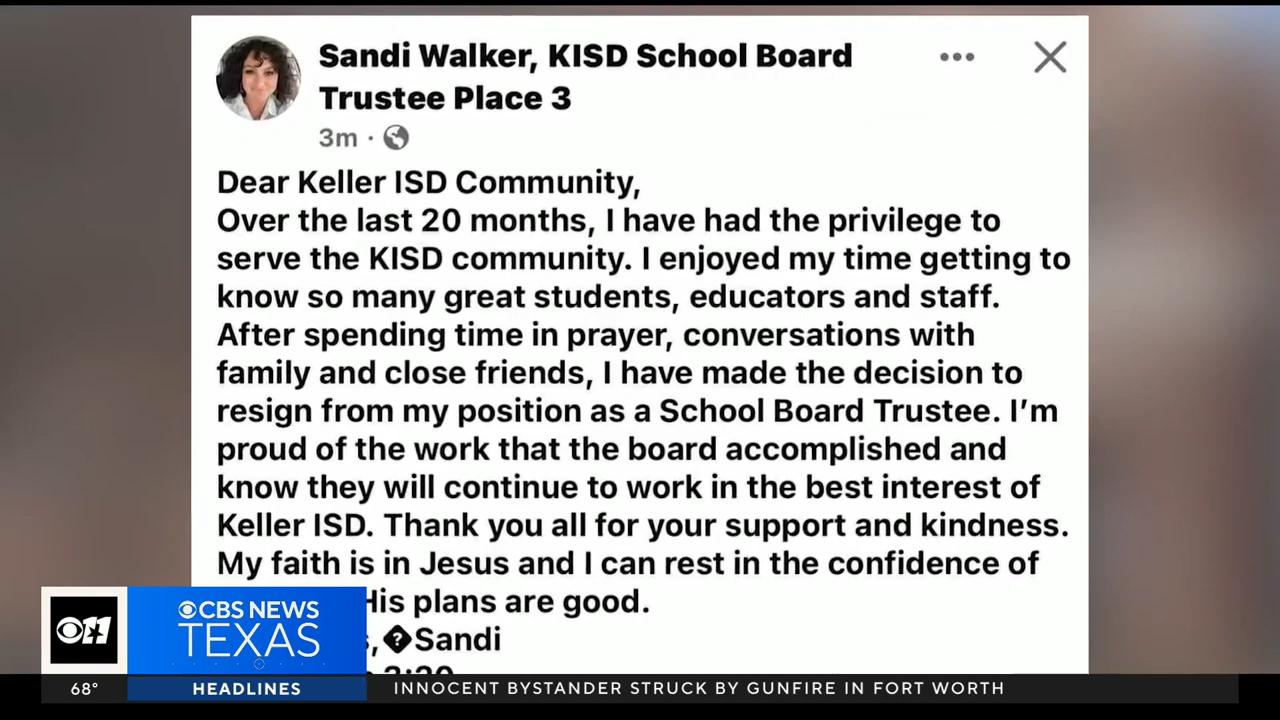 Sandi Walker, KISD School Board
Trustee Place 3
3m ·
Dear Keller ISD Community,
Over the last 20 months, I have had the privilege to
serve the KISD community. I enjoyed my time getting to
know so many great students, educators and staff.
After spending time in prayer, conversations with
family and close friends, I have made the decision to
resign from my position as a School Board Trustee. I’m
proud of the work that the board accomplished and
know they will continue to work in the best interest of
Keller ISD. Thank you all for your support and kindness.
My faith is in Jesus and I can rest in the confidence of
His plans are good.
�Sandi
11
CBS NEWS
TEXAS
68°
HEADLINES
INNOCENT BYSTANDER STRUCK BY GUNFIRE IN FORT WORTH